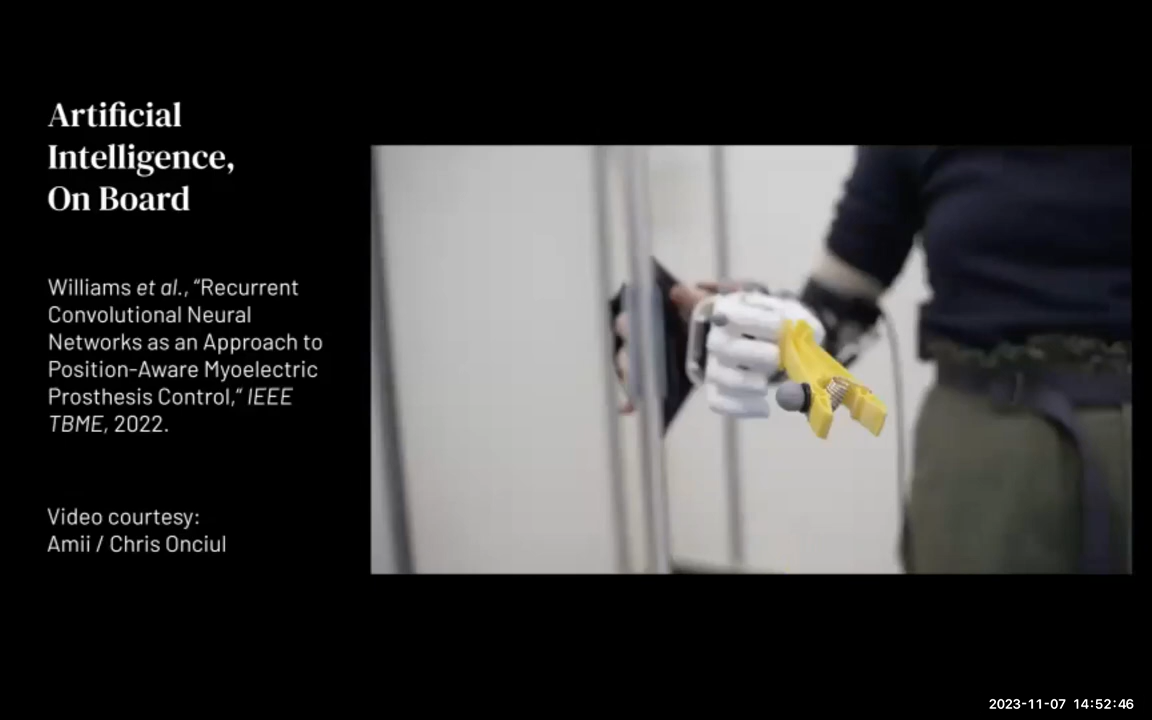 Artificial
Intelligence,
On Board
Williams et al., “Recurrent
Convolutional Neural
Networks as an Approach to
Position-Aware Myoelectric
Prosthesis Control,” IEEE
TBME, 2022.
Video courtesy:
Amii / Chris Onciul
2023-11-07 14:52:46